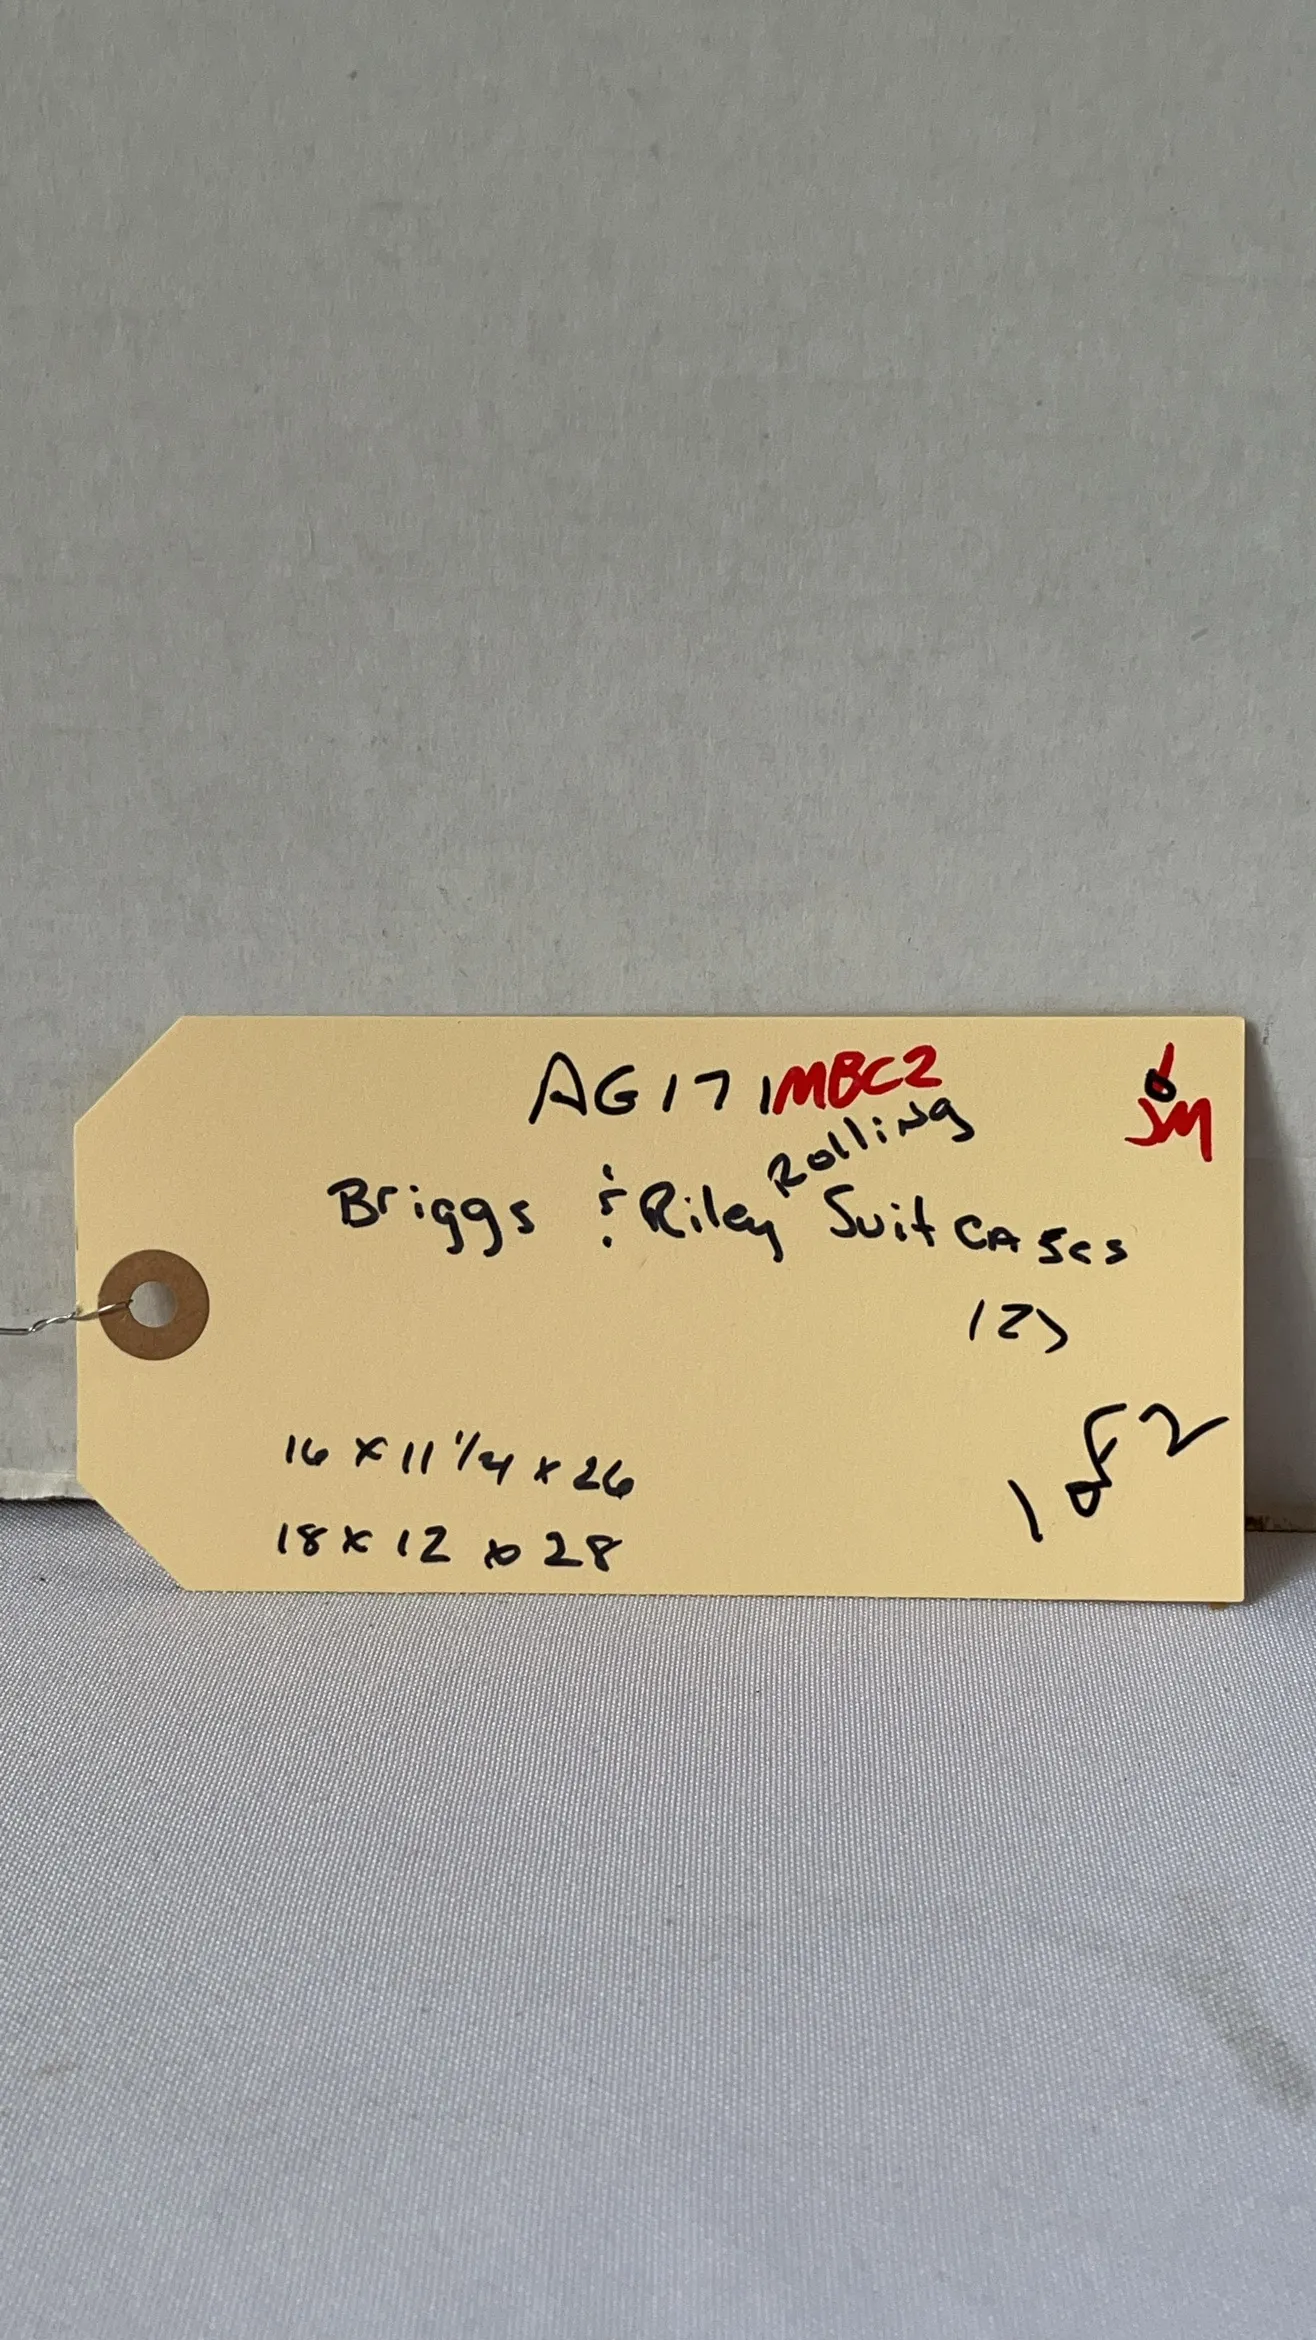 AG171MBC2
JM
Rolling
Briggs & Riley Suitcases
(2)
16 x 11 1/4 x 26
18 x 12 x 28
1 of 2